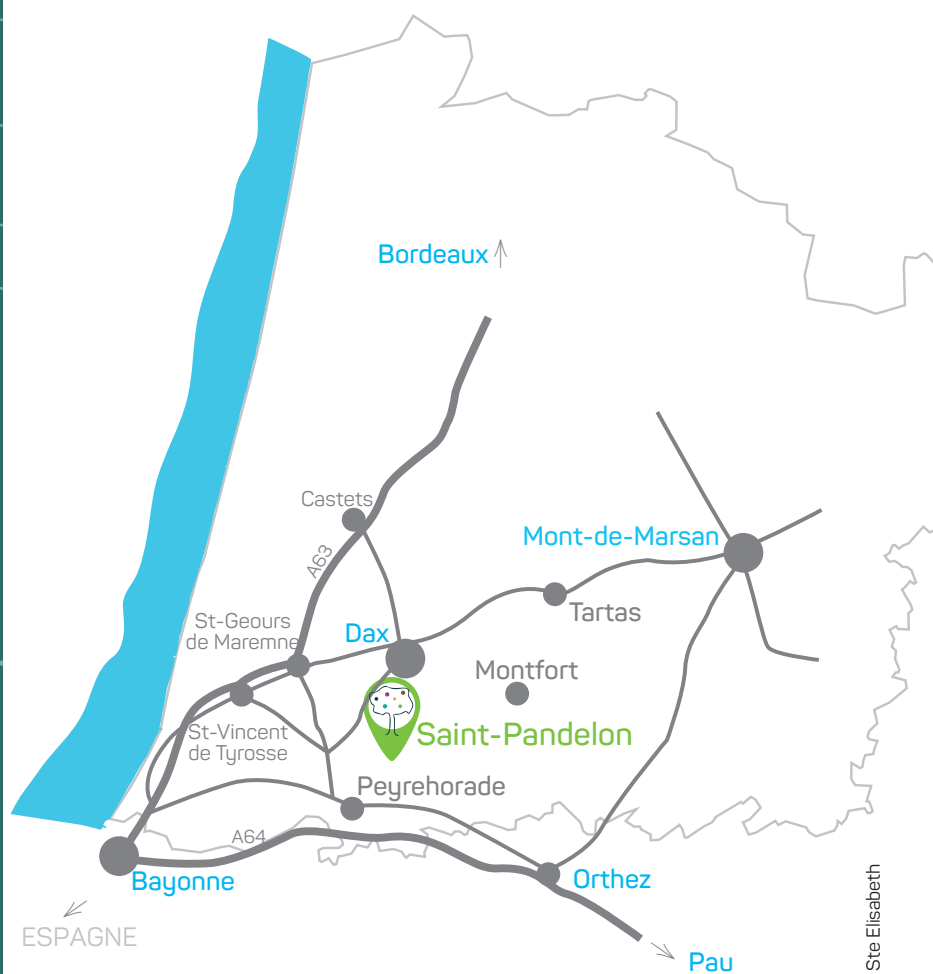 Bordeaux
Castets
A63
Mont-de-Marsan
St-Geours
de Maremne
Dax
Tartas
Montfort
St-Vincent
de Tyrosse
Saint-Pandelon
Peyrehorade
A64
Bayonne
Orthez
ESPAGNE
Pau
Ste Elisabeth